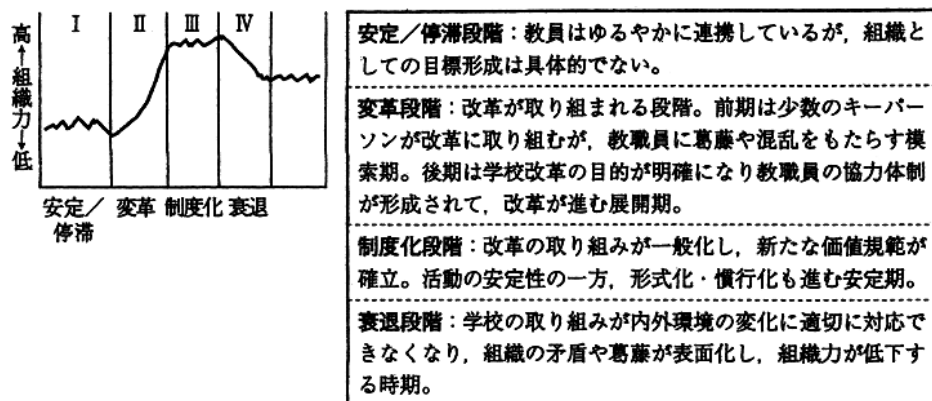 Ⅰ Ⅱ Ⅲ Ⅳ
高←組織力→低
安定／停滞 変革 制度化 衰退
安定／停滞段階：教員はゆるやかに連携しているが，組織と
しての目標形成は具体的でない。
変革段階：改革が取り組まれる段階。前期は少数のキーパー
ソンが改革に取り組むが，教職員に葛藤や混乱をもたらす模
索期。後期は学校改革の目的が明確になり教職員の協力体制
が形成されて，改革が進む展開期。
制度化段階：改革の取り組みが一般化し，新たな価値規範が
確立。活動の安定性の一方，形式化・慣行化も進む安定期。
衰退段階：学校の取り組みが内外環境の変化に適切に対応で
きなくなり，組織の矛盾や葛藤が表面化し，組織力が低下す
る時期。